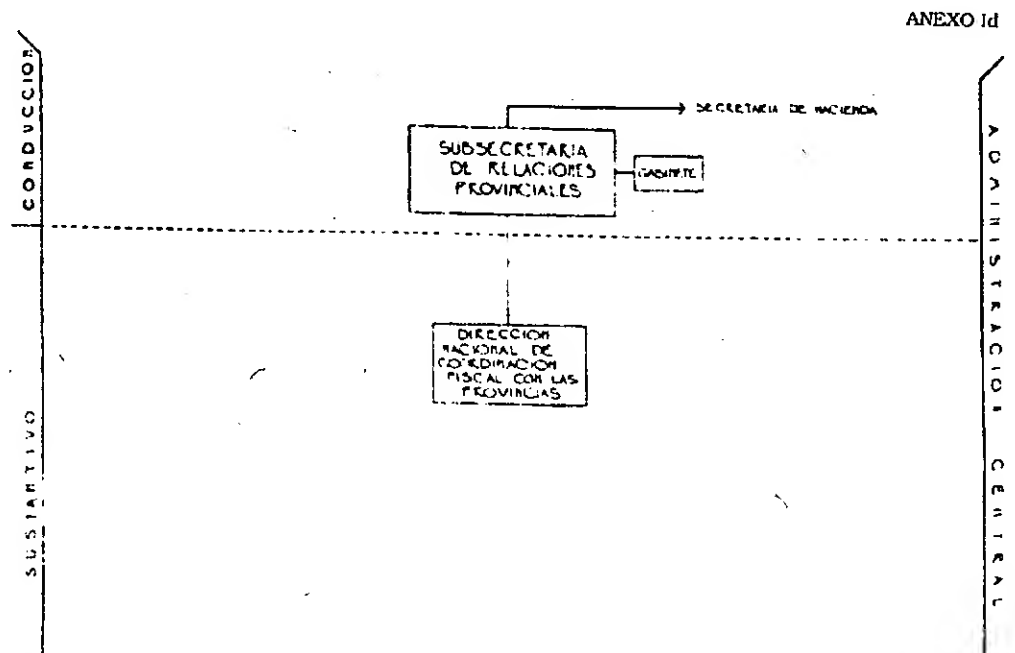 ANEXO Id
CONDUCCION
SECRETARIA DE HACIENDA
SUBSECRETARIA
DE RELACIONES
PROVINCIALES
GABINETE
ADMINISTRACION CENTRAL
DIRECCION
NACIONAL DE
COORDINACION
FISCAL CON LAS
PROVINCIAS
SUSTANTIVO